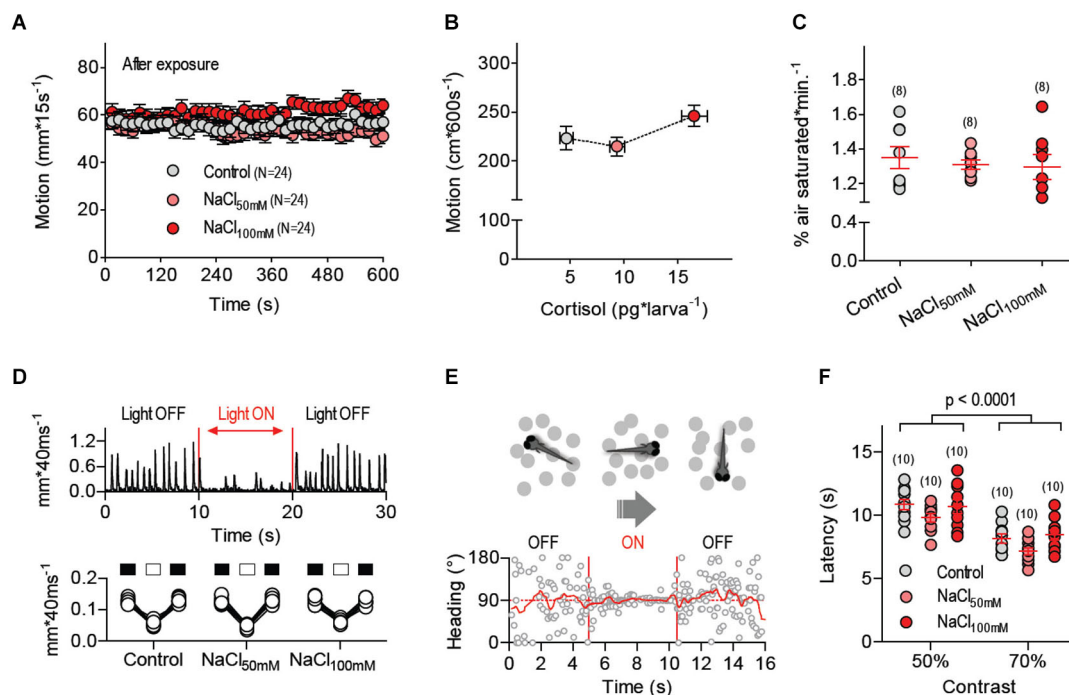 A
After exposure
Motion (mm*15s-1)
80
60
40
20
0
Control (N=24)
NaCl50mM (N=24)
NaCl100mM (N=24)
0 120 240 360 480 600
Time (s)
B
Motion (cm*600s-1)
300
250
200
100
0
5 10 15
Cortisol (pg*larva-1)
C
% air saturated*min.-1
1.8
1.6
1.4
1.2
0.4
0.0
(8)
(8)
(8)
Control
NaCl50mM
NaCl100mM
D
Light OFF Light ON Light OFF
mm*40ms-1
1.2
0.6
0.0
0 10 20 30
Time (s)
mm*40ms-1
0.2
0.1
0.0
Control NaCl50mM NaCl100mM
E
OFF ON OFF
Heading (°)
180
90
0
0 2 4 6 8 10 12 14 16
Time (s)
F
p < 0.0001
Latency (s)
15
10
5
0
(10) (10) (10) (10) (10) (10)
Control
NaCl50mM
NaCl100mM
50% 70%
Contrast